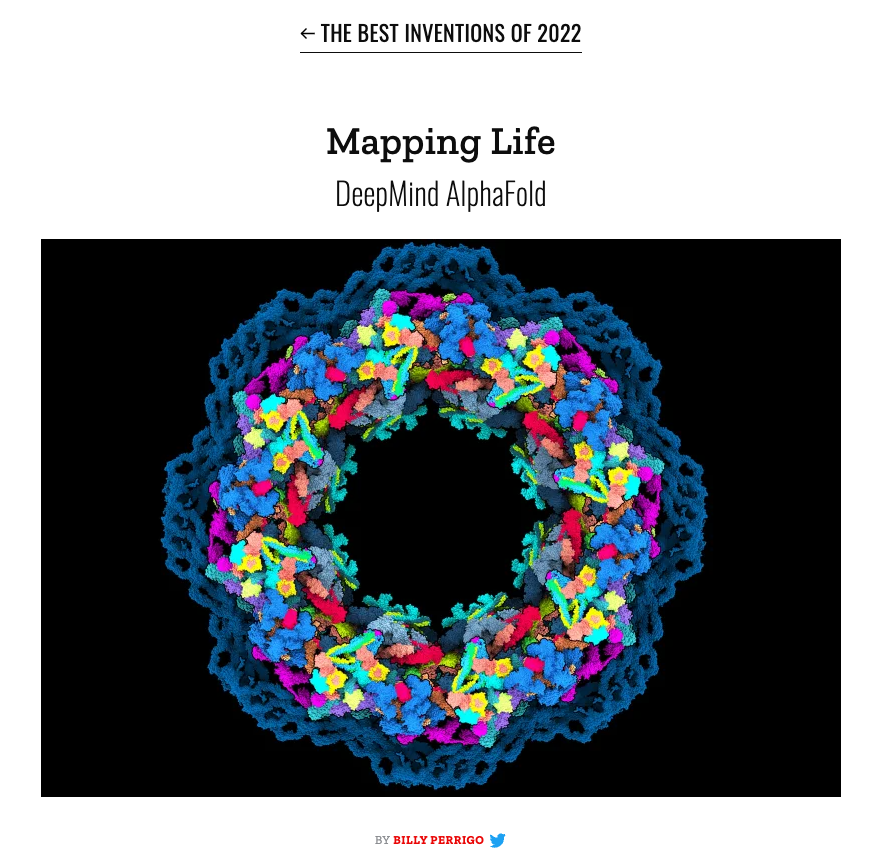 ← THE BEST INVENTIONS OF 2022
Mapping Life
DeepMind AlphaFold
BY BILLY PERRIGO